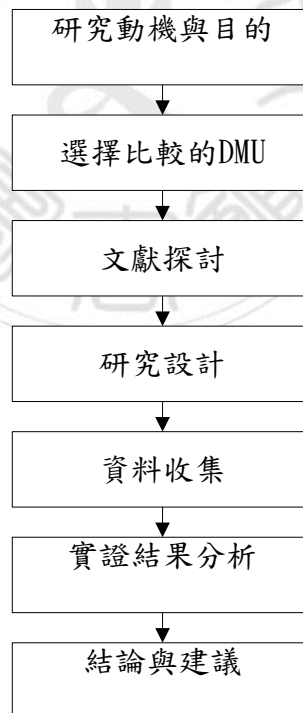 研究動機與目的
選擇比較的DMU
文獻探討
研究設計
資料收集
實證結果分析
結論與建議